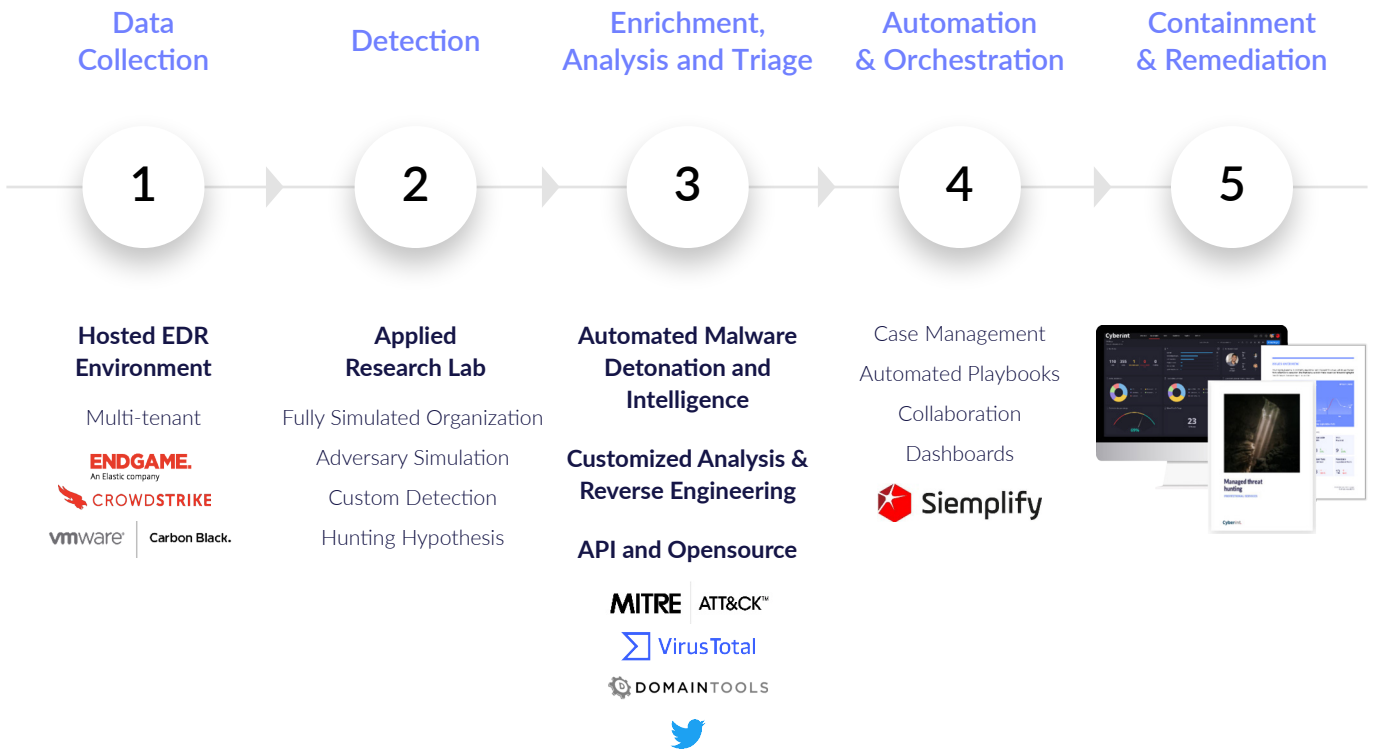 Data
Collection
Detection
Enrichment,
Analysis and Triage
Automation
& Orchestration
Containment
& Remediation
1
2
3
4
5
Hosted EDR
Environment
Multi-tenant
ENDGAME.
An Elastic company
CROWDSTRIKE
vmware®
Carbon Black.
Applied
Research Lab
Fully Simulated Organization
Adversary Simulation
Custom Detection
Hunting Hypothesis
Automated Malware
Detonation and
Intelligence
Customized Analysis &
Reverse Engineering
API and Opensource
MITRE
ATT&CK™
VirusTotal
DOMAINTOOLS
Case Management
Automated Playbooks
Collaboration
Dashboards
Siemplify
Cyberint
23
Managed threat
hunting
Cyberint